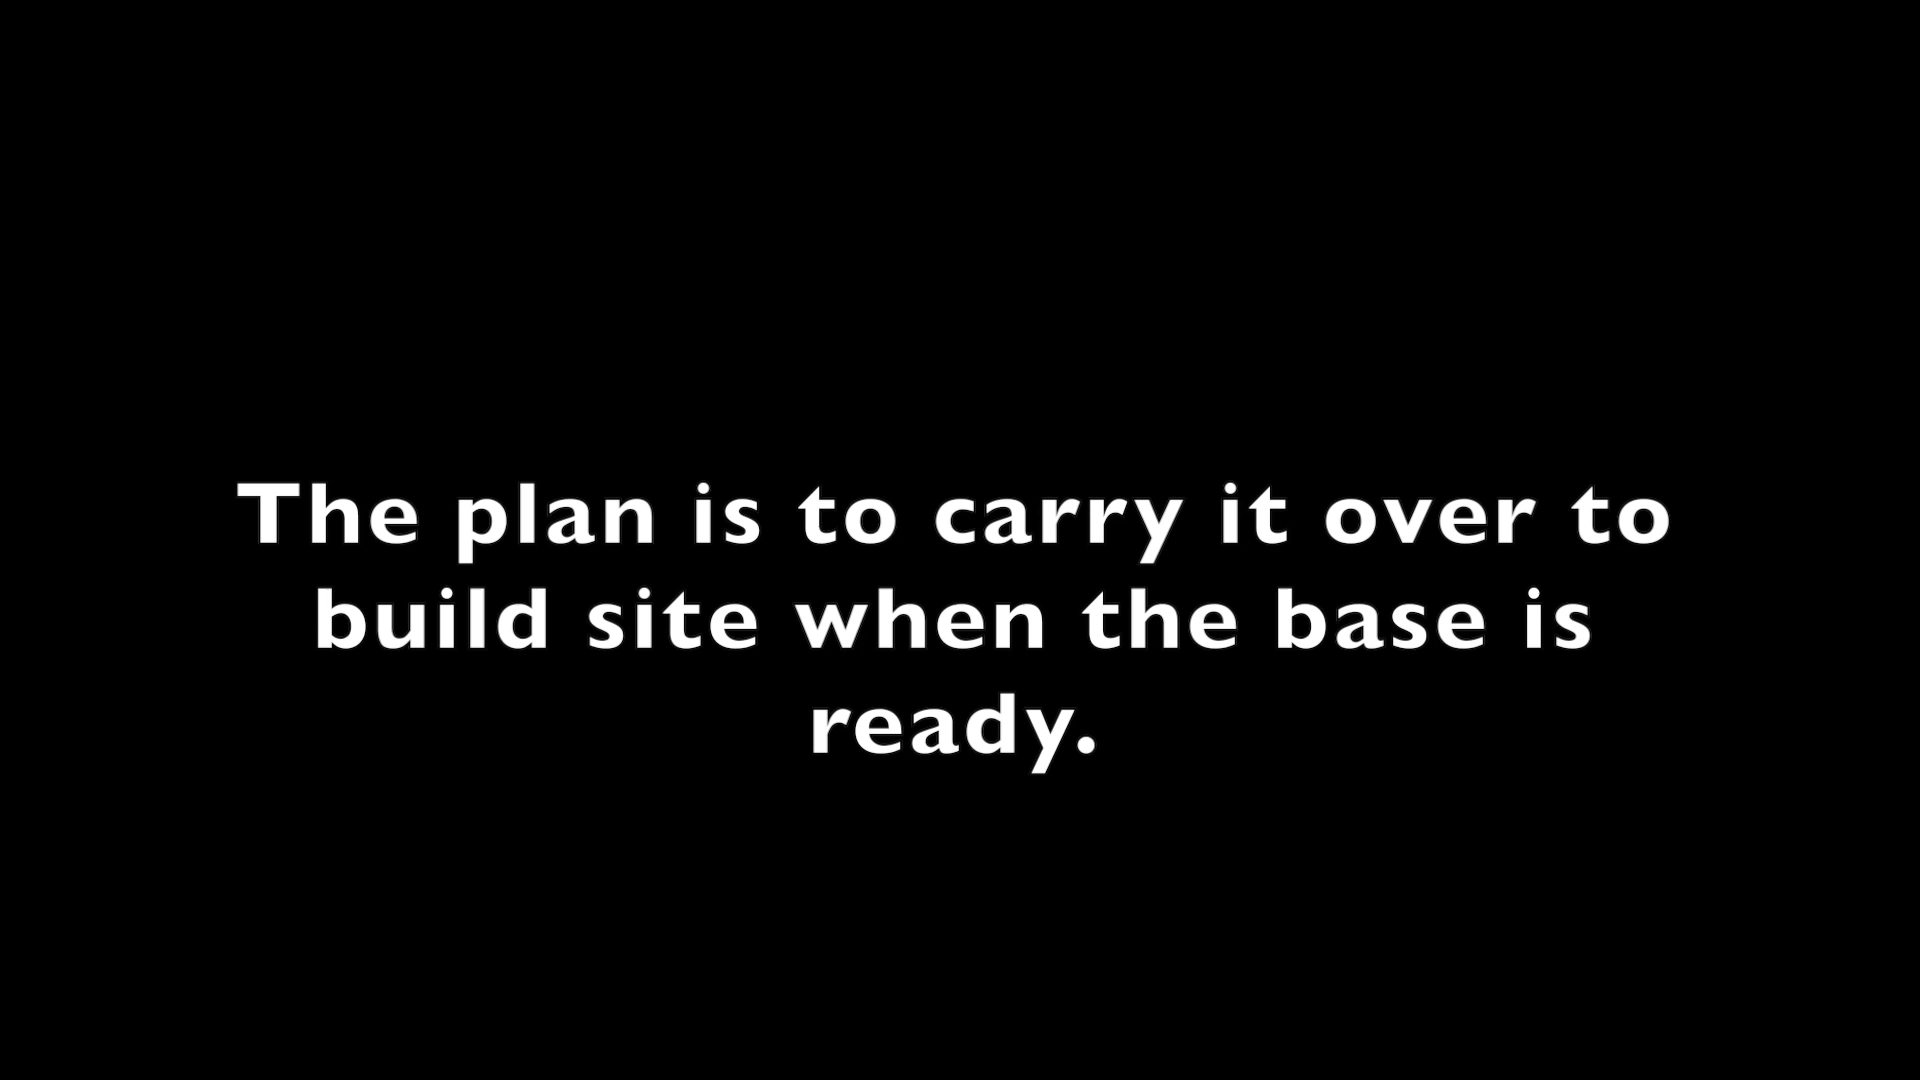 The plan is to carry it over to
build site when the base is
ready.